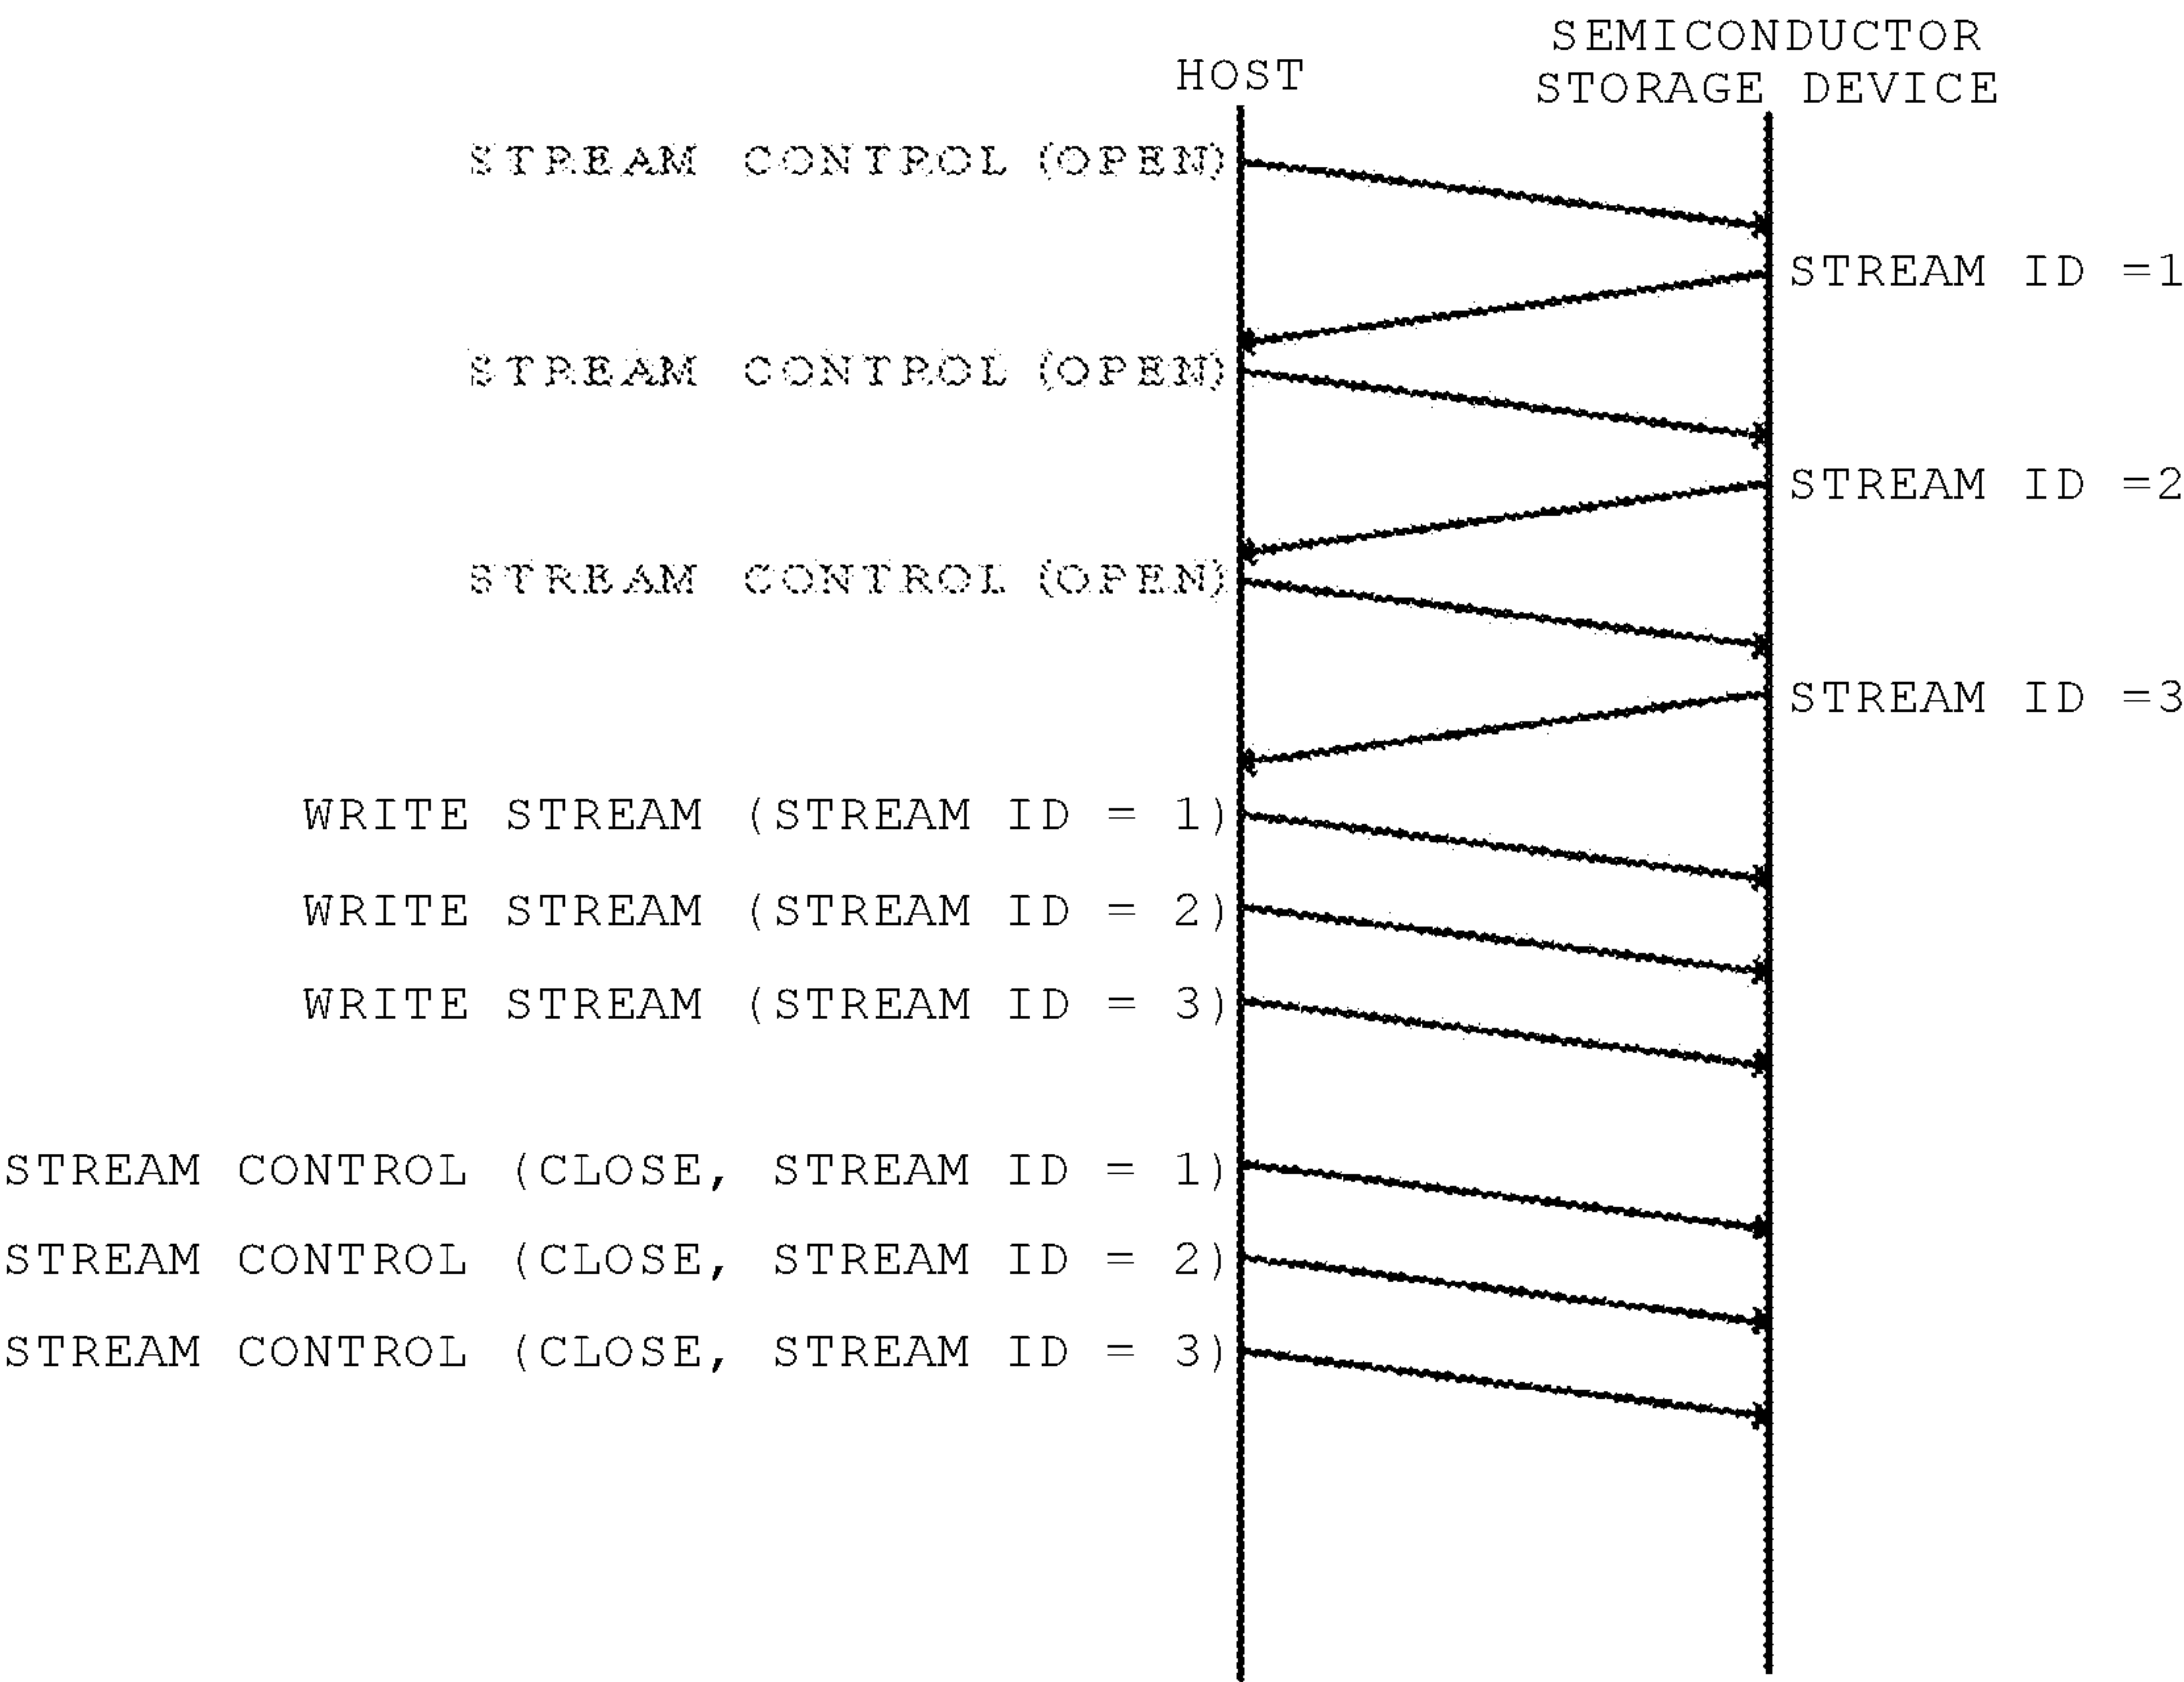 SEMICONDUCTOR
STORAGE DEVICE
HOST
STREAM CONTROL (OPEN)
STREAM ID =1
STREAM CONTROL (OPEN)
STREAM ID =2
STREAM CONTROL (OPEN)
STREAM ID =3
WRITE STREAM (STREAM ID = 1)
WRITE STREAM (STREAM ID = 2)
WRITE STREAM (STREAM ID = 3)
STREAM CONTROL (CLOSE, STREAM ID = 1)
STREAM CONTROL (CLOSE, STREAM ID = 2)
STREAM CONTROL (CLOSE, STREAM ID = 3)